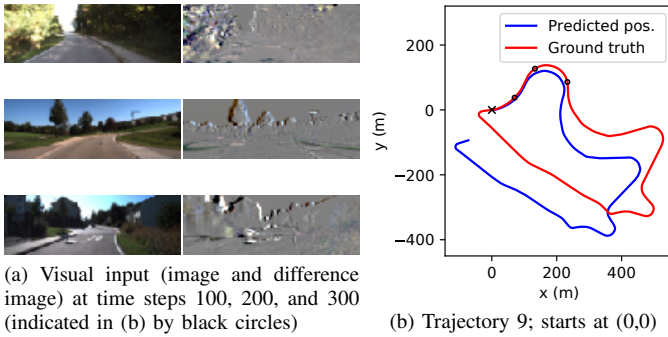 (a) Visual input (image and difference
image) at time steps 100, 200, and 300
(indicated in (b) by black circles)
Predicted pos.
Ground truth
y (m)
200
0
−200
−400
0
200
400
x (m)
(b) Trajectory 9; starts at (0,0)